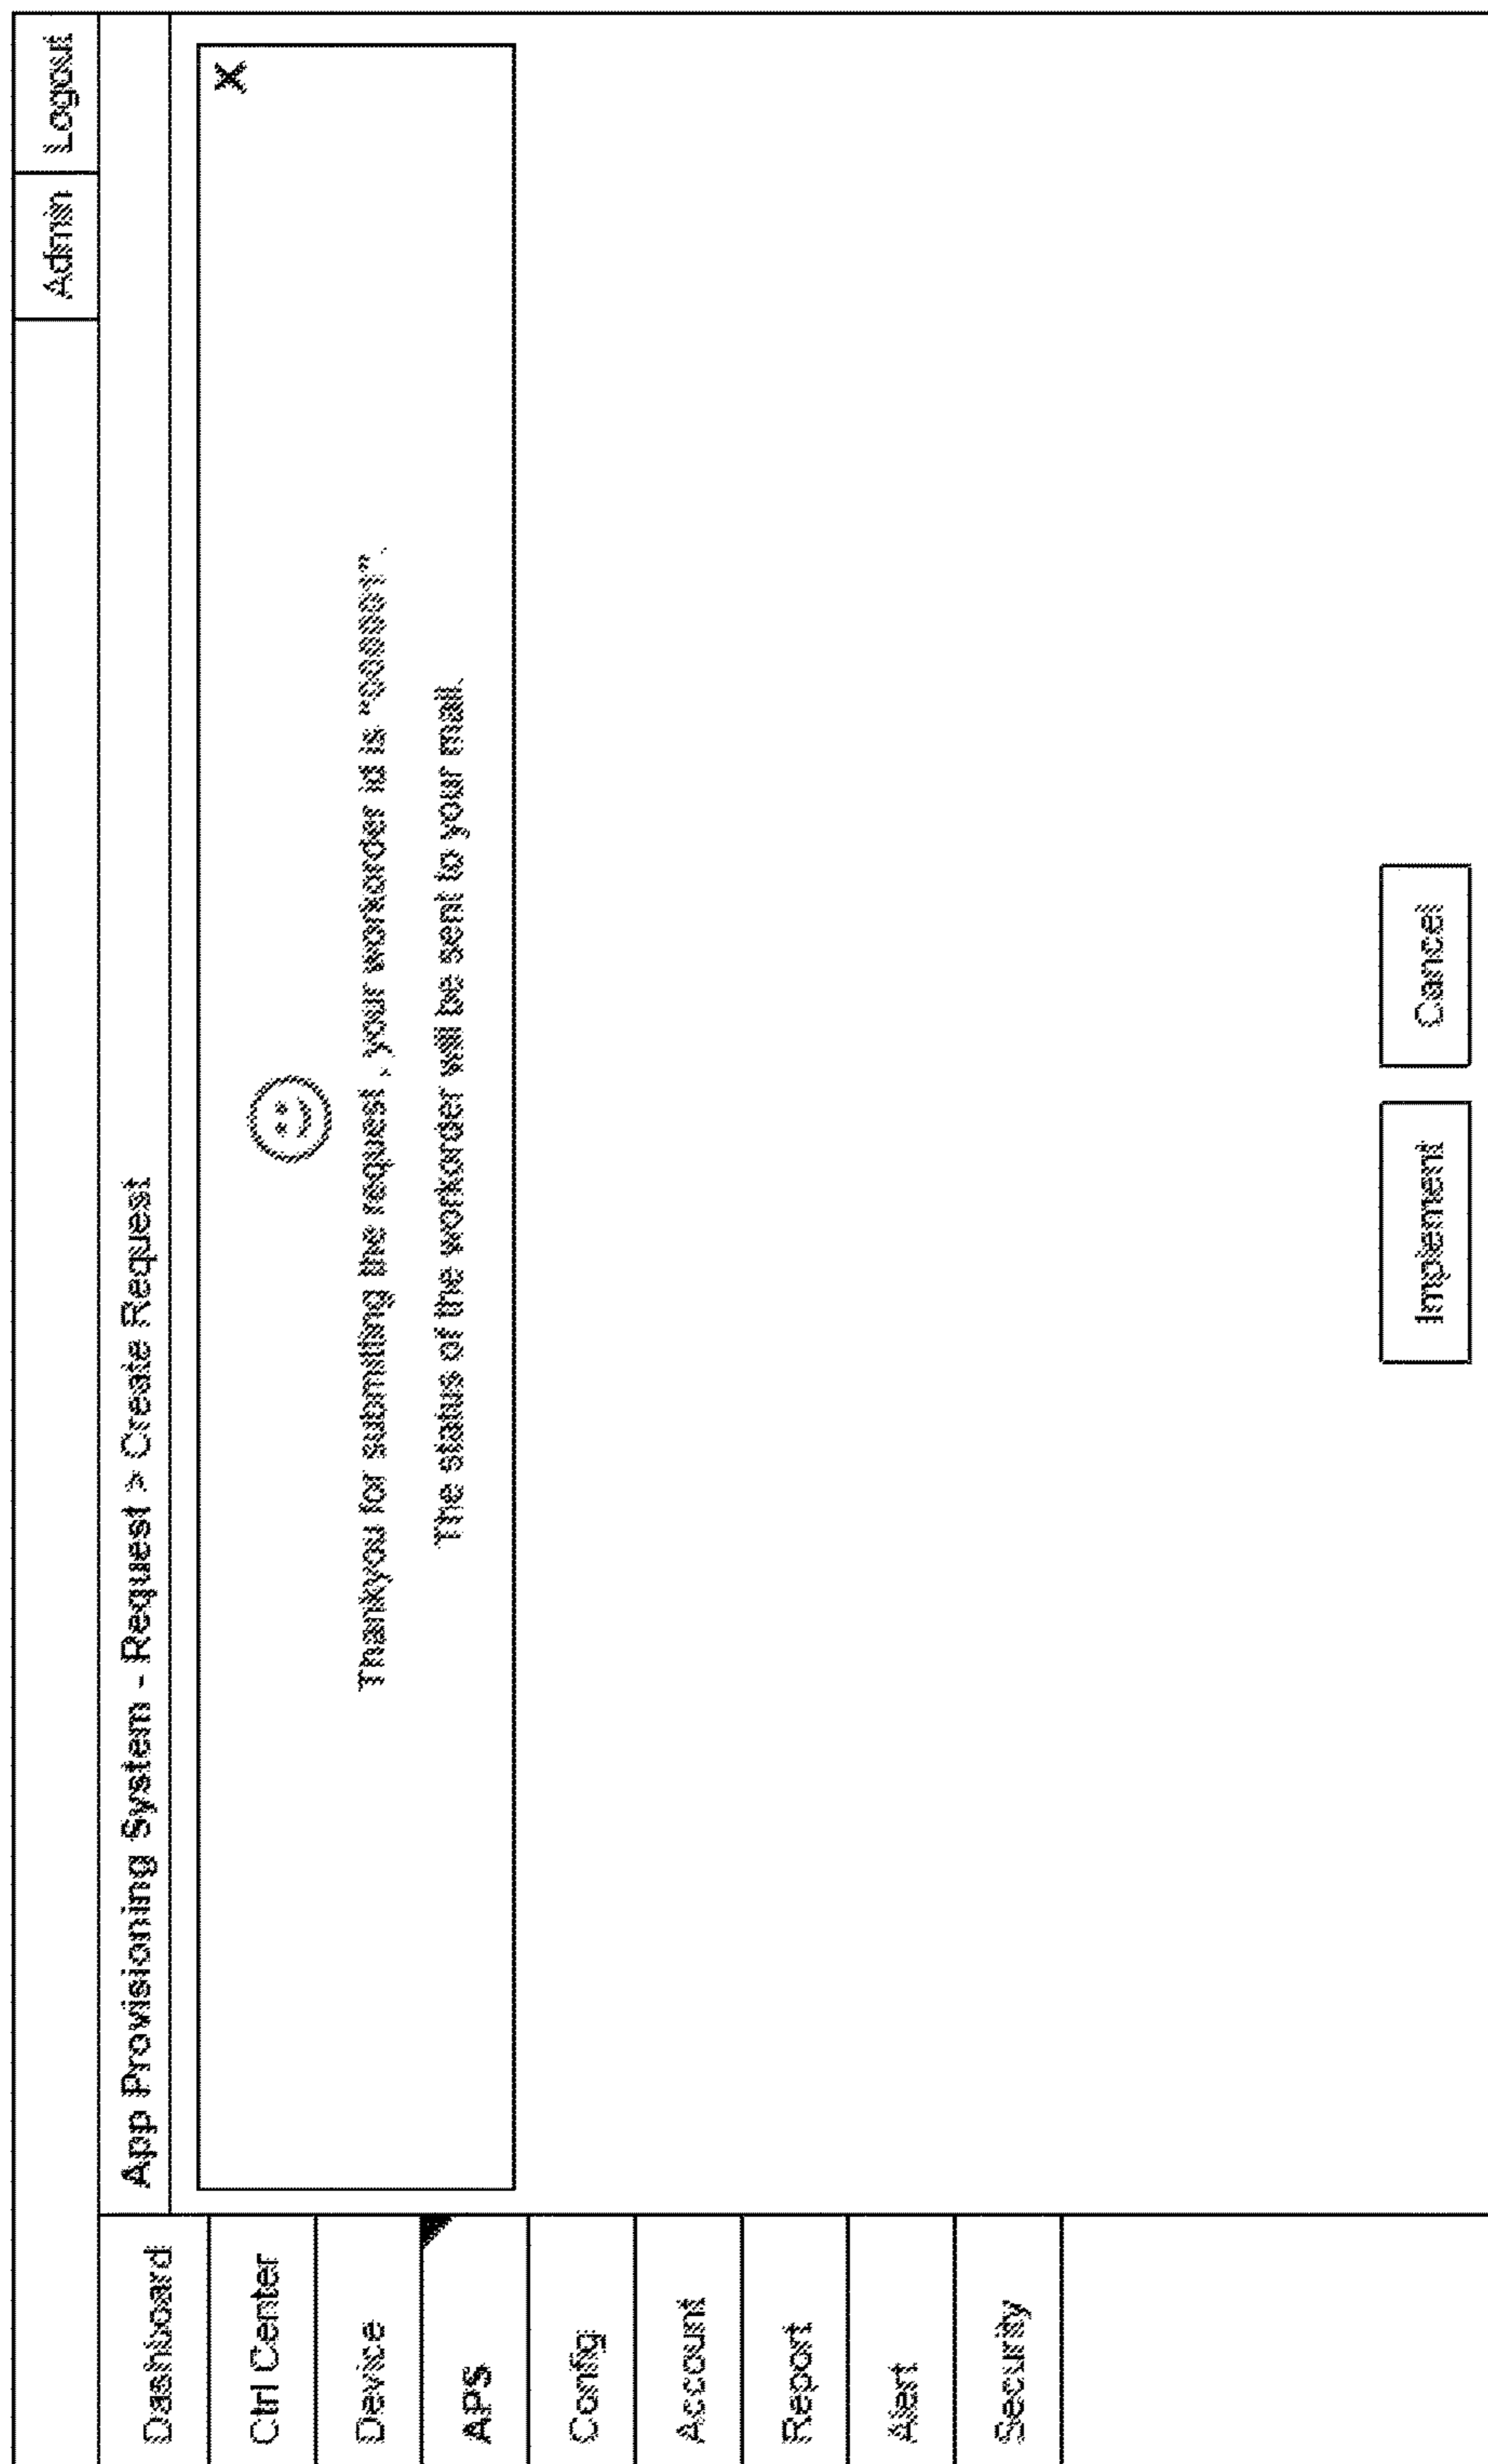 Admin
Logout
App Provisioning System - Request > Create Request
Dashboard
Ctrl Center
Device
APS
Config
Account
Report
Alert
Security
X
Thankyou for submitting the request , your workorder id is
The status of the workorder will be sent to your mail.
Implement
Cancel